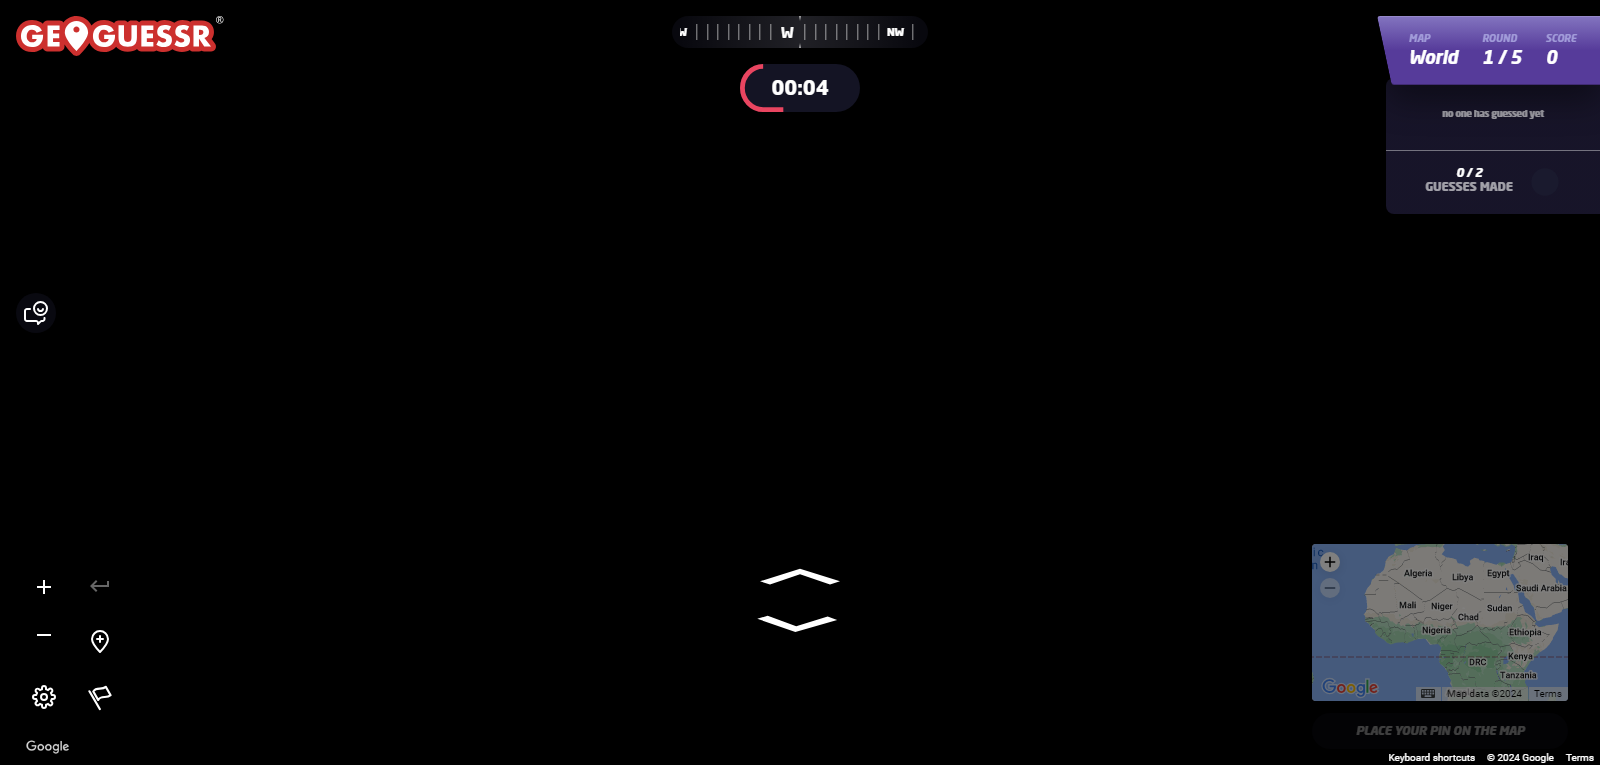 GEOGUESSR®
W W NW
00:04
MAP ROUND SCORE
World 1 / 5 0
no one has guessed yet
0 / 2
GUESSES MADE
Iraq
Algeria Libya Egypt
Saudi Arabia
Mali Niger Sudan
Chad
Nigeria Ethiopia
DRC Kenya
Tanzania
Google Map data ©2024 Terms
PLACE YOUR PIN ON THE MAP
Google
Keyboard shortcuts © 2024 Google Terms